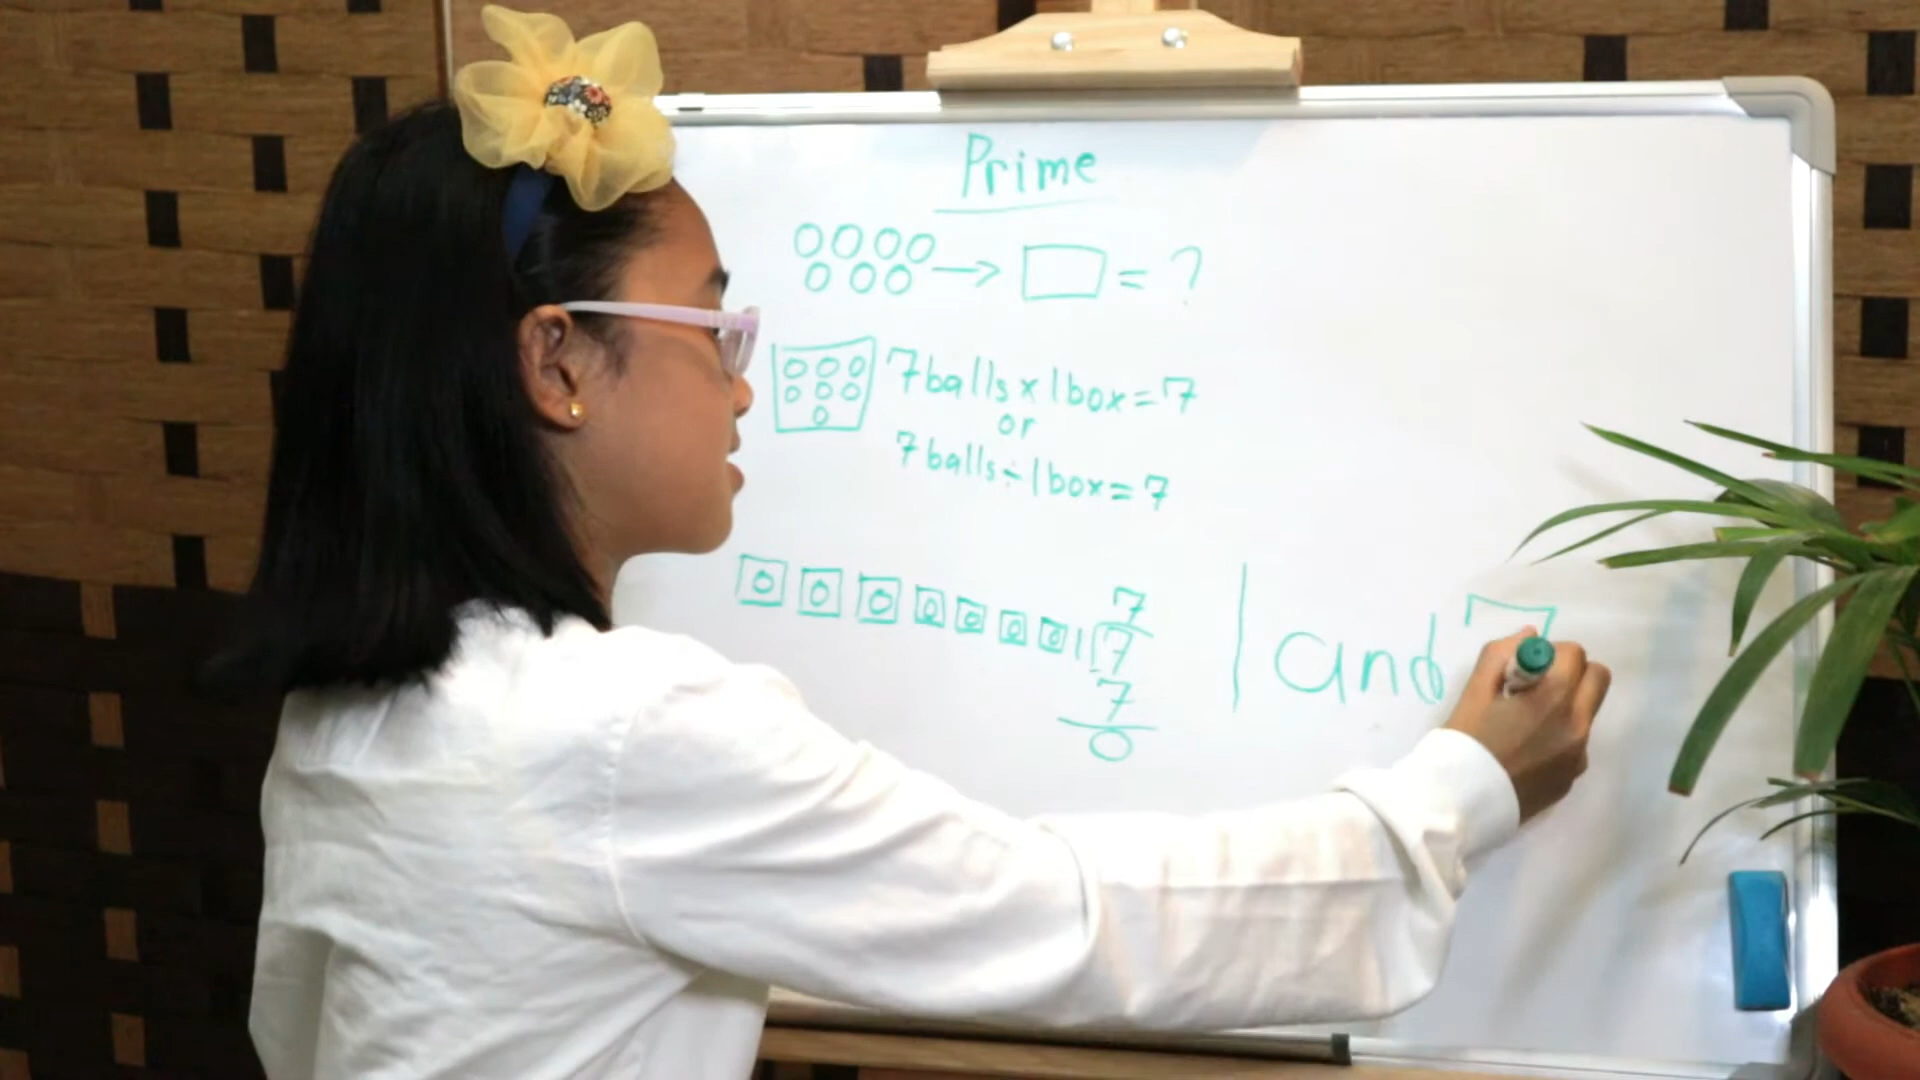 Prime
= ?
7 balls x 1 box = 7
or
7 balls ÷ 1 box = 7
7
1 7
7
0
1 and 7